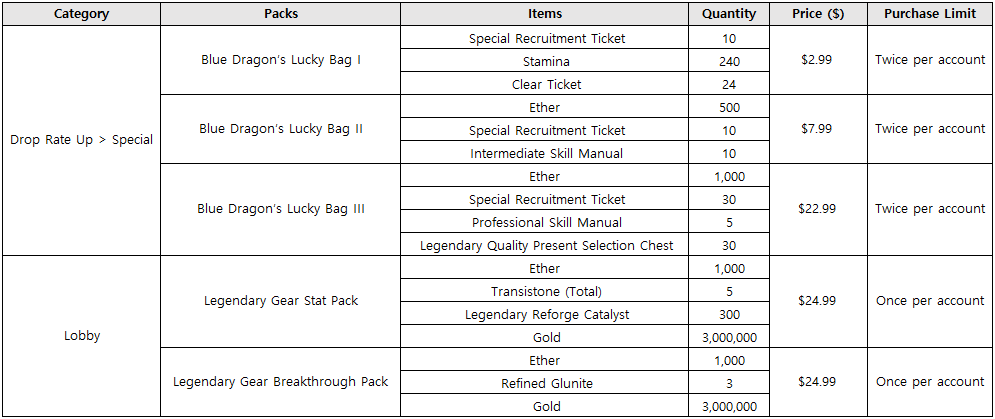 Category Packs Items Quantity Price ($) Purchase Limit
Drop Rate Up > Special
Blue Dragon's Lucky Bag I
Special Recruitment Ticket 10
Stamina 240
Clear Ticket 24
$2.99 Twice per account
Blue Dragon's Lucky Bag II
Ether 500
Special Recruitment Ticket 10
Intermediate Skill Manual 10
$7.99 Twice per account
Blue Dragon's Lucky Bag III
Ether 1,000
Special Recruitment Ticket 30
Professional Skill Manual 5
Legendary Quality Present Selection Chest 30
$22.99 Twice per account
Lobby
Legendary Gear Stat Pack
Ether 1,000
Transistone (Total) 5
Legendary Reforge Catalyst 300
Gold 3,000,000
$24.99 Once per account
Legendary Gear Breakthrough Pack
Ether 1,000
Refined Glunite 3
Gold 3,000,000
$24.99 Once per account